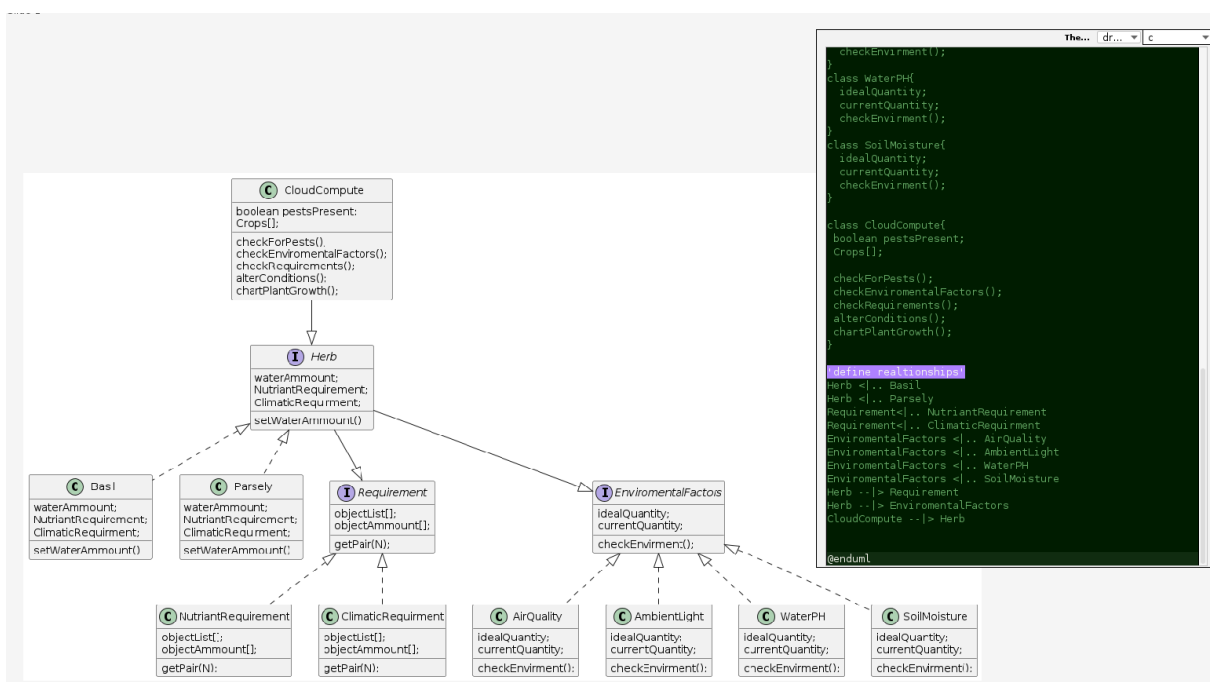 CloudCompute
boolean pestsPresent;
Crops[];
checkForPests();
checkEnviromentalFactors();
checkRequirements();
alterConditions();
chartPlantGrowth();
Herb
waterAmmount;
NutriantRequirement;
ClimaticRequirment;
setWaterAmmount()
Basil
waterAmmount;
NutriantRequirement;
ClimaticRequirment;
setWaterAmmount()
Parsely
waterAmmount;
NutriantRequirement;
ClimaticRequirment;
setWaterAmmount()
Requirement
objectList[];
objectAmmount[];
getPair(N);
EnviromentalFactors
idealQuantity;
currentQuantity;
checkEnvirment();
NutriantRequirement
objectList[];
objectAmmount[];
getPair(N);
ClimaticRequirment
objectList[];
objectAmmount[];
getPair(N);
AirQuality
idealQuantity;
currentQuantity;
checkEnvirment();
AmbientLight
idealQuantity;
currentQuantity;
checkEnvirment();
WaterPH
idealQuantity;
currentQuantity;
checkEnvirment();
SoilMoisture
idealQuantity;
currentQuantity;
checkEnvirment();
The... dr... c
checkEnvirment();
}
class WaterPH{
idealQuantity;
currentQuantity;
checkEnvirment();
}
class SoilMoisture{
idealQuantity;
currentQuantity;
checkEnvirment();
}
class CloudCompute{
boolean pestsPresent;
Crops[];
checkForPests();
checkEnviromentalFactors();
checkRequirements();
alterConditions();
chartPlantGrowth();
}
'define realtionships'
Herb <|.. Basil
Herb <|.. Parsely
Requirement<|.. NutriantRequirement
Requirement<|.. ClimaticRequirment
EnviromentalFactors <|.. AirQuality
EnviromentalFactors <|.. AmbientLight
EnviromentalFactors <|.. WaterPH
EnviromentalFactors <|.. SoilMoisture
Herb --|> Requirement
Herb --|> EnviromentalFactors
CloudCompute --|> Herb
@enduml